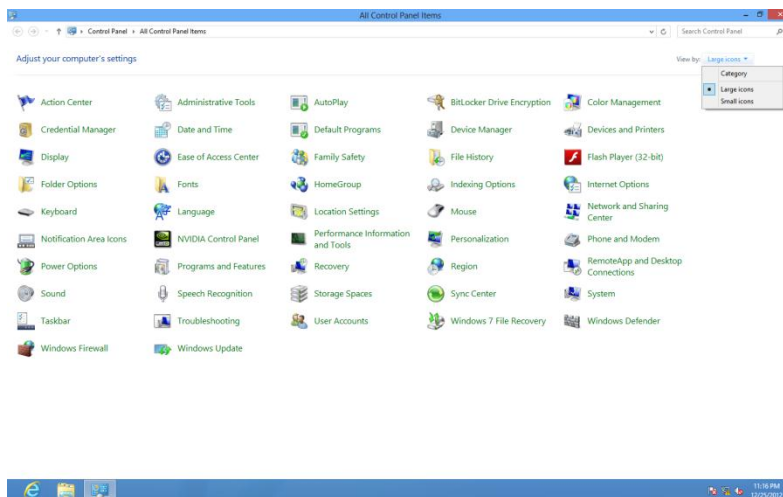 All Control Panel Items
Control Panel
All Control Panel Items
Search Control Panel
Adjust your computer's settings
View by: Large icons
Category
Large icons
Small icons
Action Center
Administrative Tools
AutoPlay
BitLocker Drive Encryption
Color Management
Credential Manager
Date and Time
Default Programs
Device Manager
Devices and Printers
Display
Ease of Access Center
Family Safety
File History
Flash Player (32-bit)
Folder Options
Fonts
HomeGroup
Indexing Options
Internet Options
Keyboard
Language
Location Settings
Mouse
Network and Sharing
Center
Notification Area Icons
NVIDIA Control Panel
Performance Information
and Tools
Personalization
Phone and Modem
Power Options
Programs and Features
Recovery
Region
RemoteApp and Desktop
Connections
Sound
Speech Recognition
Storage Spaces
Sync Center
System
Taskbar
Troubleshooting
User Accounts
Windows 7 File Recovery
Windows Defender
Windows Firewall
Windows Update
11:16 PM